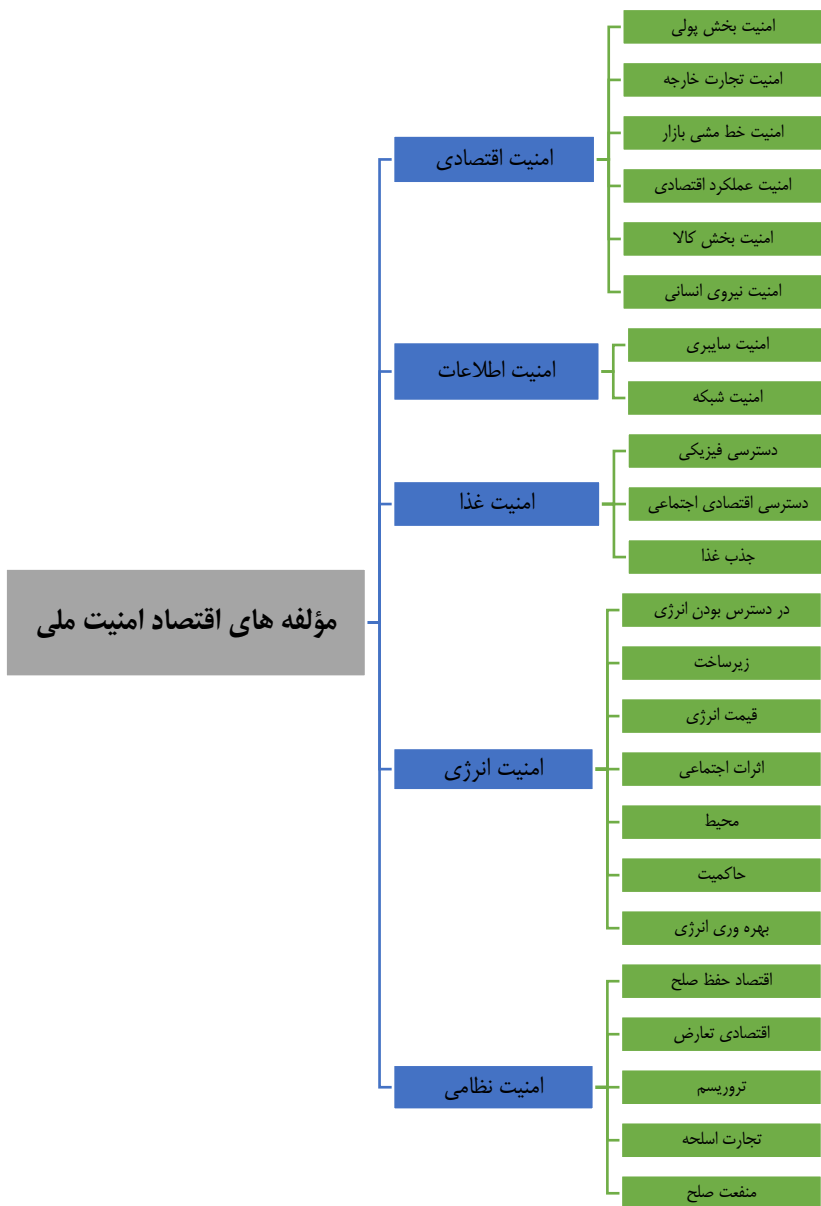 مؤلفه های اقتصاد امنیت ملی
امنیت اقتصادی
امنیت بخش پولی
امنیت تجارت خارجه
امنیت خط مشی بازار
امنیت عملکرد اقتصادی
امنیت بخش کالا
امنیت نیروی انسانی
امنیت اطلاعات
امنیت سایبری
امنیت شبکه
امنیت غذا
دسترسی فیزیکی
دسترسی اقتصادی اجتماعی
جذب غذا
امنیت انرژی
در دسترس بودن انرژی
زیرساخت
قیمت انرژی
اثرات اجتماعی
محیط
حاکمیت
بهره وری انرژی
امنیت نظامی
اقتصاد حفظ صلح
اقتصادی تعارض
تروریسم
تجارت اسلحه
منفعت صلح